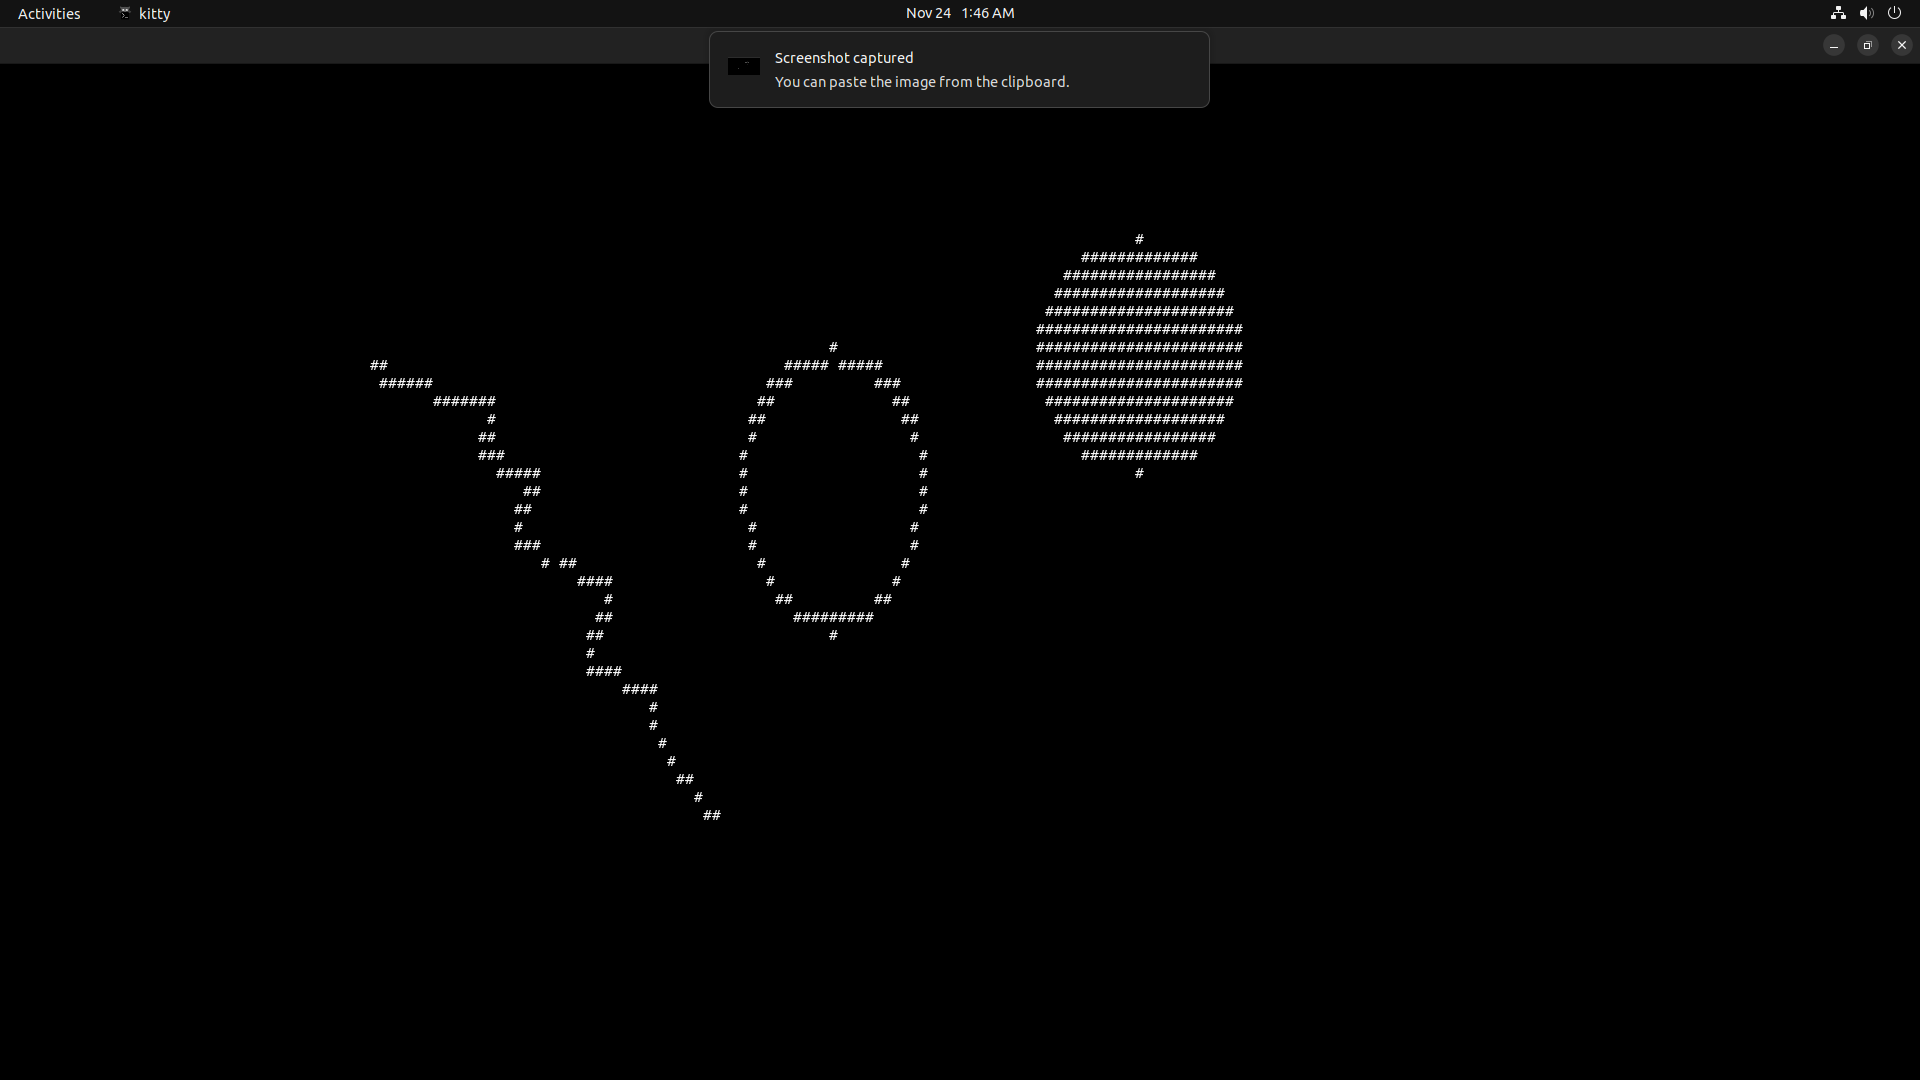 Activities kitty Nov 24 1:46 AM
Screenshot captured
You can paste the image from the clipboard.
#
#############
#################
###################
#####################
#######################
# #######################
## ##### ##### #######################
###### ### ### #######################
####### ## ## #####################
# ## ## ###################
## # # #################
### # # #############
##### # # #
## # #
## # #
# # #
### # #
# ## # #
#### # #
# ## ##
## #########
## #
#
####
####
#
#
#
#
##
#
##